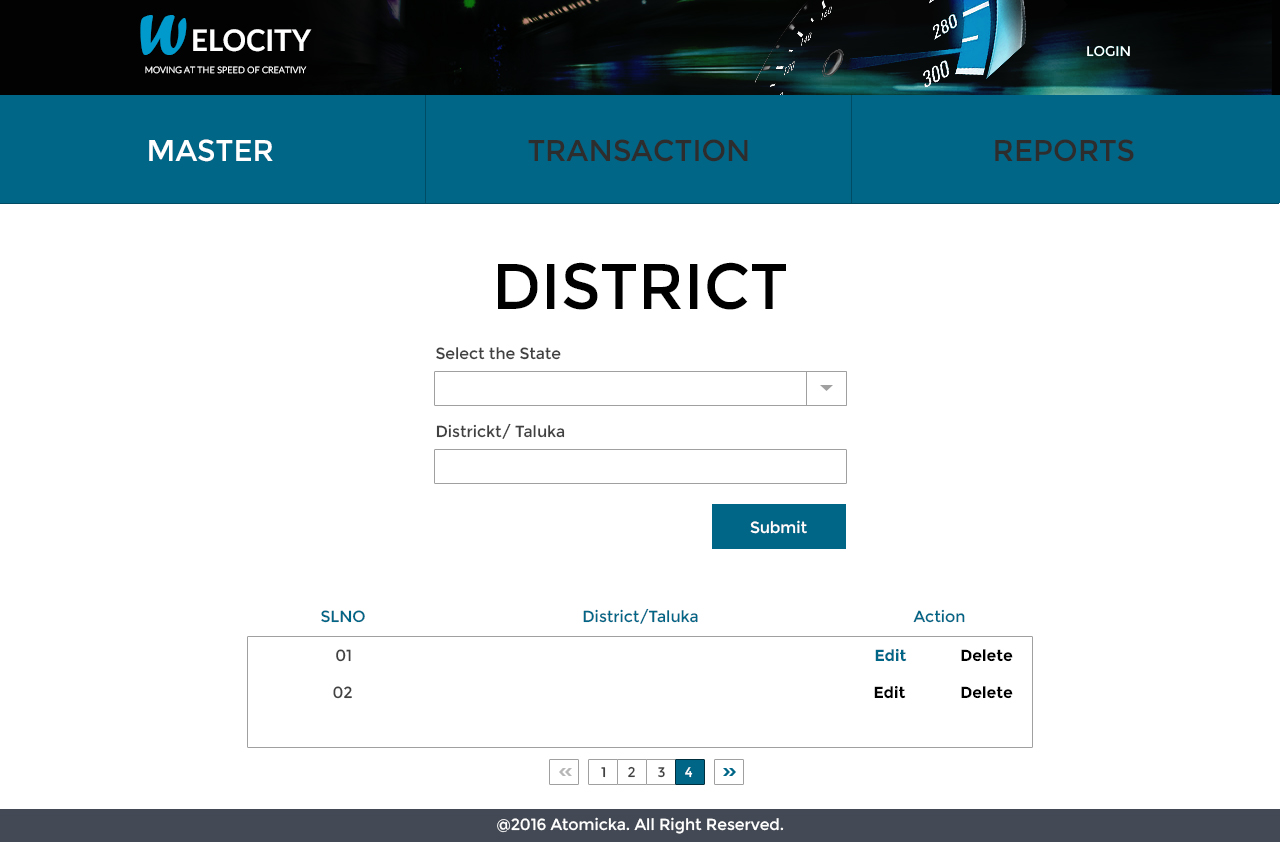 WELOCITY
MOVING AT THE SPEED OF CREATIVIY
280
300
LOGIN
MASTER TRANSACTION REPORTS
DISTRICT
Select the State
Districkt/ Taluka
Submit
SLNO District/Taluka Action
01 Edit Delete
02 Edit Delete
« 1 2 3 4 »
@2016 Atomicka. All Right Reserved.